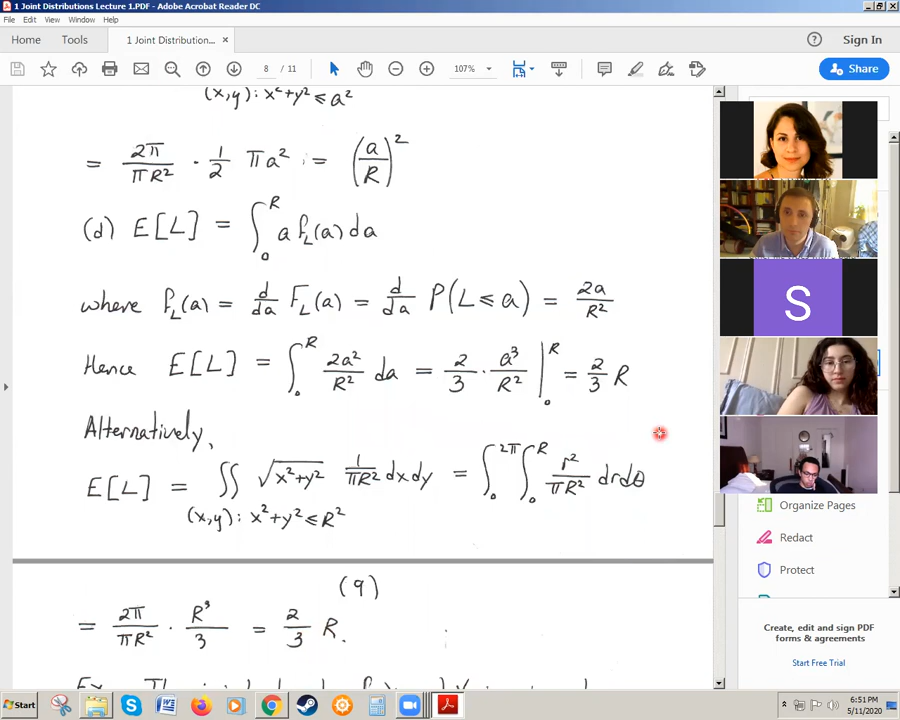 1 Joint Distributions Lecture 1.PDF - Adobe Acrobat Reader DC
File Edit View Window Help
Home Tools 1 Joint Distribution... × Sign In
8 / 11 107% Share
(x,y): x²+y² ≤ a²
= 2π/πR² · 1/2 πa² = (a/R)²
(d) E[L] = ∫₀^R a f_L(a) da
where f_L(a) = d/da F_L(a) = d/da P(L ≤ a) = 2a/R²
Hence E[L] = ∫₀^R 2a²/R² da = 2/3 · a³/R² |₀^R = 2/3 R
Alternatively,
E[L] = ∬ √x²+y² 1/πR² dx dy = ∫₀^2π ∫₀^R r²/πR² dr dθ
(x,y): x²+y² ≤ R²
(9)
= 2π/πR² · R³/3 = 2/3 R.
S
Organize Pages
Redact
Protect
Create, edit and sign PDF
forms & agreements
Start Free Trial
Start
6:51 PM
5/11/2020